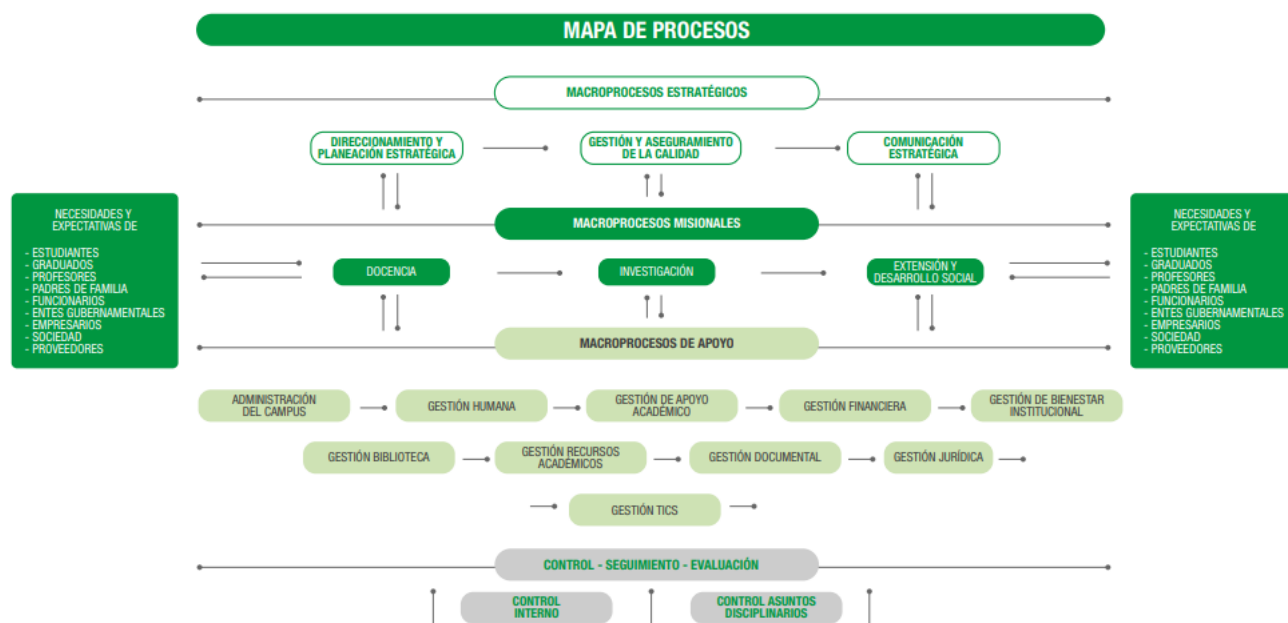 MAPA DE PROCESOS
MACROPROCESOS ESTRATÉGICOS
DIRECCIONAMIENTO Y
PLANEACIÓN ESTRATÉGICA
GESTIÓN Y ASEGURAMIENTO
DE LA CALIDAD
COMUNICACIÓN
ESTRATÉGICA
NECESIDADES Y
EXPECTATIVAS DE
- ESTUDIANTES
- GRADUADOS
- PROFESORES
- PADRES DE FAMILIA
- FUNCIONARIOS
- ENTES GUBERNAMENTALES
- EMPRESARIOS
- SOCIEDAD
- PROVEEDORES
MACROPROCESOS MISIONALES
DOCENCIA
INVESTIGACIÓN
EXTENSIÓN Y
DESARROLLO SOCIAL
NECESIDADES Y
EXPECTATIVAS DE
- ESTUDIANTES
- GRADUADOS
- PROFESORES
- PADRES DE FAMILIA
- FUNCIONARIOS
- ENTES GUBERNAMENTALES
- EMPRESARIOS
- SOCIEDAD
- PROVEEDORES
MACROPROCESOS DE APOYO
ADMINISTRACIÓN
DEL CAMPUS
GESTIÓN HUMANA
GESTIÓN DE APOYO
ACADÉMICO
GESTIÓN FINANCIERA
GESTIÓN DE BIENESTAR
INSTITUCIONAL
GESTIÓN BIBLIOTECA
GESTIÓN RECURSOS
ACADÉMICOS
GESTIÓN DOCUMENTAL
GESTIÓN JURÍDICA
GESTIÓN TICS
CONTROL - SEGUIMIENTO - EVALUACIÓN
CONTROL
INTERNO
CONTROL ASUNTOS
DISCIPLINARIOS